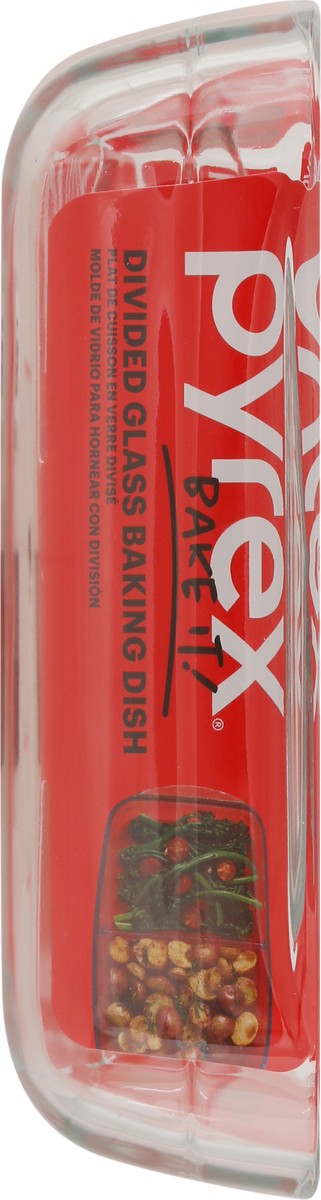 pyrex®
BAKE IT!
DIVIDED GLASS BAKING DISH
PLAT DE CUISSON EN VERRE DIVISÉ
MOLDE DE VIDRIO PARA HORNEAR CON DIVISIÓN